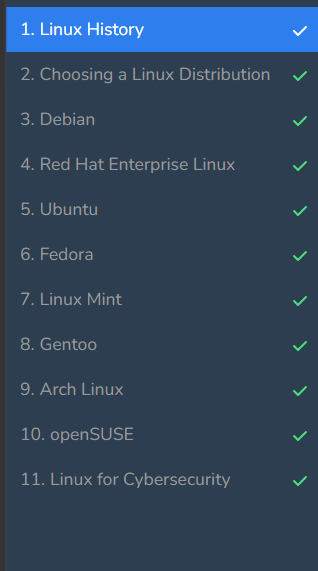 1. Linux History
2. Choosing a Linux Distribution
3. Debian
4. Red Hat Enterprise Linux
5. Ubuntu
6. Fedora
7. Linux Mint
8. Gentoo
9. Arch Linux
10. openSUSE
11. Linux for Cybersecurity